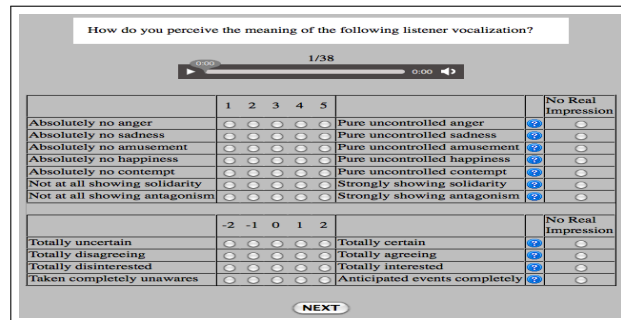 How do you perceive the meaning of the following listener vocalization?
1/38
0:00
0:00
1 2 3 4 5 No Real Impression
Absolutely no anger Pure uncontrolled anger ?
Absolutely no sadness Pure uncontrolled sadness ?
Absolutely no amusement Pure uncontrolled amusement ?
Absolutely no happiness Pure uncontrolled happiness ?
Absolutely no contempt Pure uncontrolled contempt ?
Not at all showing solidarity Strongly showing solidarity ?
Not at all showing antagonism Strongly showing antagonism ?
-2 -1 0 1 2 No Real Impression
Totally uncertain Totally certain ?
Totally disagreeing Totally agreeing ?
Totally disinterested Totally interested ?
Taken completely unawares Anticipated events completely ?
NEXT